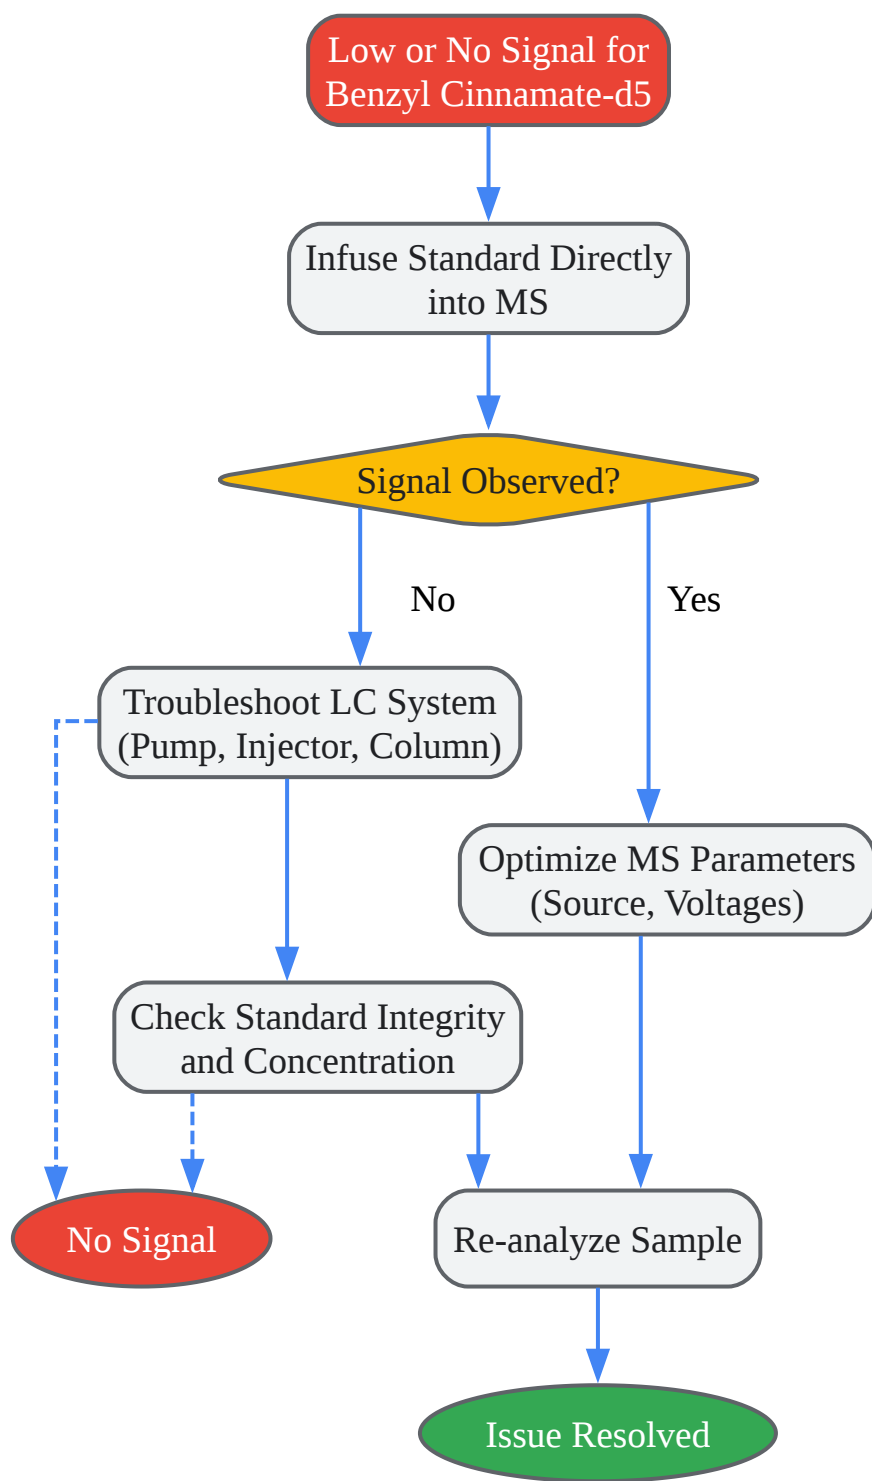 Low or No Signal for
Benzyl Cinnamate-d5
Infuse Standard Directly
into MS
Signal Observed?
No
Yes
Troubleshoot LC System
(Pump, Injector, Column)
Optimize MS Parameters
(Source, Voltages)
Check Standard Integrity
and Concentration
No Signal
Re-analyze Sample
Issue Resolved